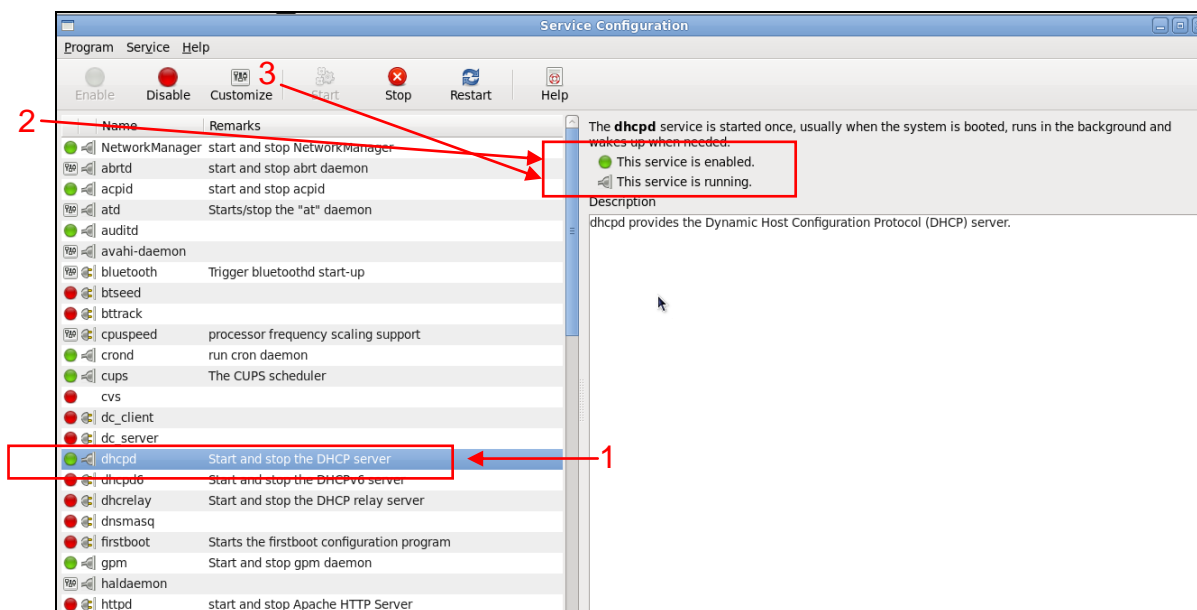 Service Configuration
Program Service Help
3
Enable Disable Customize Start Stop Restart Help
2
Name Remarks
NetworkManager start and stop NetworkManager
abrtd start and stop abrt daemon
acpid start and stop acpid
atd Starts/stop the "at" daemon
auditd
avahi-daemon
bluetooth Trigger bluetoothd start-up
btseed
bttrack
cpuspeed processor frequency scaling support
crond run cron daemon
cups The CUPS scheduler
cvs
dc_client
dc_server
dhcpd Start and stop the DHCP server
1
dhcpd6 Start and stop the DHCPv6 server
dhcrelay Start and stop the DHCP relay server
dnsmasq
firstboot Starts the firstboot configuration program
gpm Start and stop gpm daemon
haldaemon
httpd start and stop Apache HTTP Server
The dhcpd service is started once, usually when the system is booted, runs in the background and
wakes up when needed.
This service is enabled.
This service is running.
Description
dhcpd provides the Dynamic Host Configuration Protocol (DHCP) server.